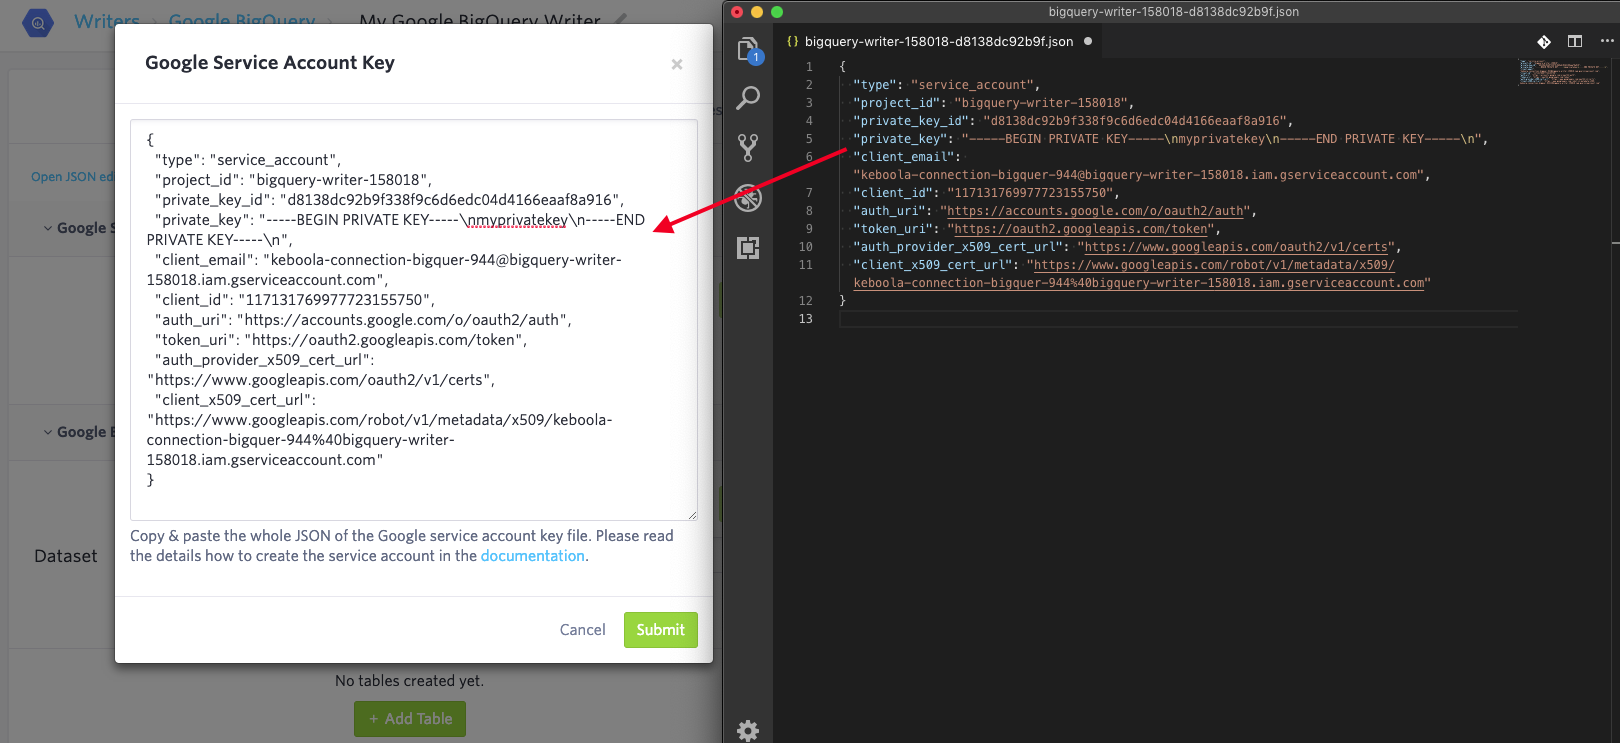 Writers
Google BigQuery
My Google BigQuery Writer
Google Service Account Key
×
Open JSON edi
Google S
Google B
Dataset
{
"type": "service_account",
"project_id": "bigquery-writer-158018",
"private_key_id": "d8138dc92b9f338f9c6d6edc04d4166eaaf8a916",
"private_key": "-----BEGIN PRIVATE KEY-----\nmyprivatekey\n-----END
PRIVATE KEY-----\n",
"client_email": "keboola-connection-bigquer-944@bigquery-writer-
158018.iam.gserviceaccount.com",
"client_id": "117131769977723155750",
"auth_uri": "https://accounts.google.com/o/oauth2/auth",
"token_uri": "https://oauth2.googleapis.com/token",
"auth_provider_x509_cert_url":
"https://www.googleapis.com/oauth2/v1/certs",
"client_x509_cert_url":
"https://www.googleapis.com/robot/v1/metadata/x509/keboola-
connection-bigquer-944%40bigquery-writer-
158018.iam.gserviceaccount.com"
}
Copy & paste the whole JSON of the Google service account key file. Please read
the details how to create the service account in the documentation.
Cancel
Submit
No tables created yet.
+ Add Table
bigquery-writer-158018-d8138dc92b9f.json
{} bigquery-writer-158018-d8138dc92b9f.json
1
1 {
2 "type": "service_account",
3 "project_id": "bigquery-writer-158018",
4 "private_key_id": "d8138dc92b9f338f9c6d6edc04d4166eaaf8a916",
5 "private_key": "-----BEGIN PRIVATE KEY-----\nmyprivatekey\n-----END PRIVATE KEY-----\n",
6 "client_email":
"keboola-connection-bigquer-944@bigquery-writer-158018.iam.gserviceaccount.com",
7 "client_id": "117131769977723155750",
8 "auth_uri": "https://accounts.google.com/o/oauth2/auth",
9 "token_uri": "https://oauth2.googleapis.com/token",
10 "auth_provider_x509_cert_url": "https://www.googleapis.com/oauth2/v1/certs",
11 "client_x509_cert_url": "https://www.googleapis.com/robot/v1/metadata/x509/
keboola-connection-bigquer-944%40bigquery-writer-158018.iam.gserviceaccount.com"
12 }
13